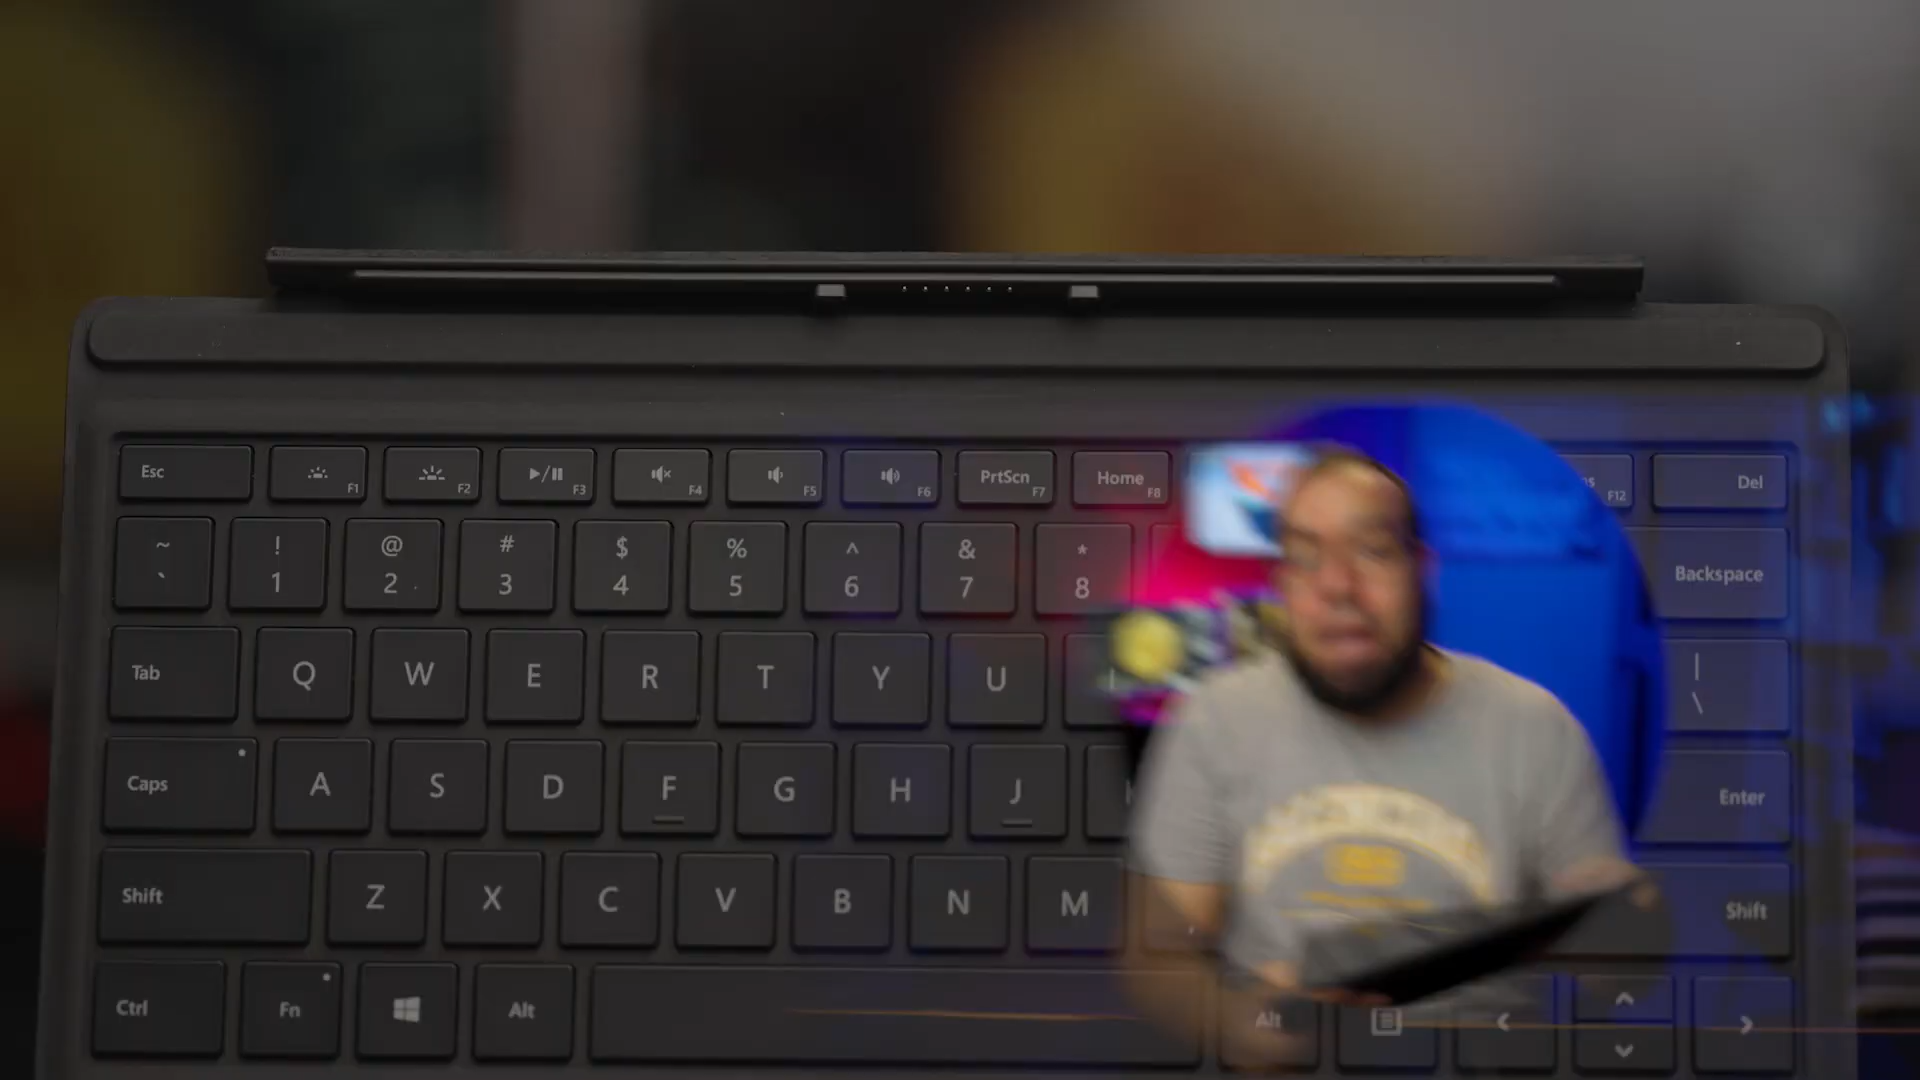 Esc F1 F2 F3 F4 F5 F6 PrtScn F7 Home F8 F12 Del
~ ! @ # $ % ^ & *
` 1 2 3 4 5 6 7 8 Backspace
Tab Q W E R T Y U | \
Caps A S D F G H J Enter
Shift Z X C V B N M Shift
Ctrl Fn Alt Alt